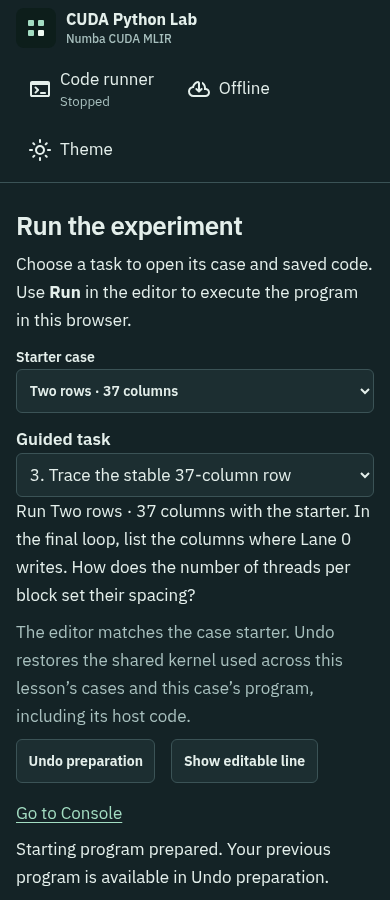 CUDA Python Lab
Numba CUDA MLIR
Code runner
Stopped
Offline
Theme
Run the experiment
Choose a task to open its case and saved code.
Use Run in the editor to execute the program
in this browser.
Starter case
Two rows · 37 columns
Guided task
3. Trace the stable 37-column row
Run Two rows · 37 columns with the starter. In
the final loop, list the columns where Lane 0
writes. How does the number of threads per
block set their spacing?
The editor matches the case starter. Undo
restores the shared kernel used across this
lesson’s cases and this case’s program,
including its host code.
Undo preparation
Show editable line
Go to Console
Starting program prepared. Your previous
program is available in Undo preparation.